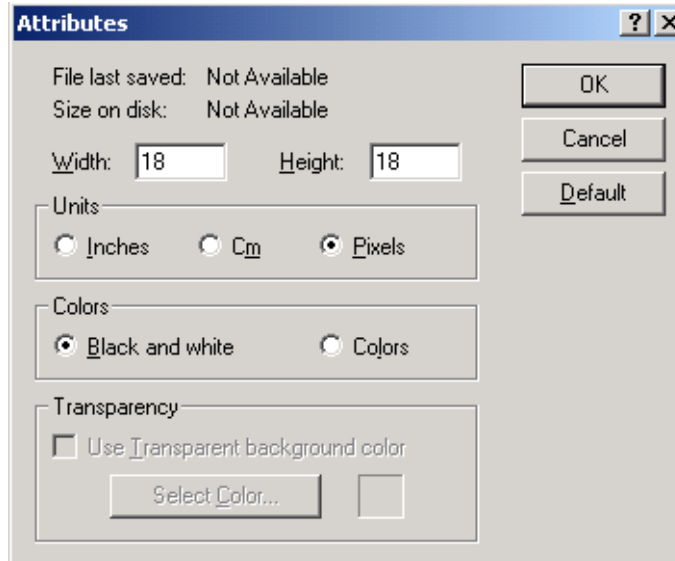 Attributes
File last saved: Not Available
OK
Size on disk: Not Available
Cancel
Width: 18 Height: 18
Default
Units
Inches Cm Pixels
Colors
Black and white Colors
Transparency
Use Transparent background color
Select Color...